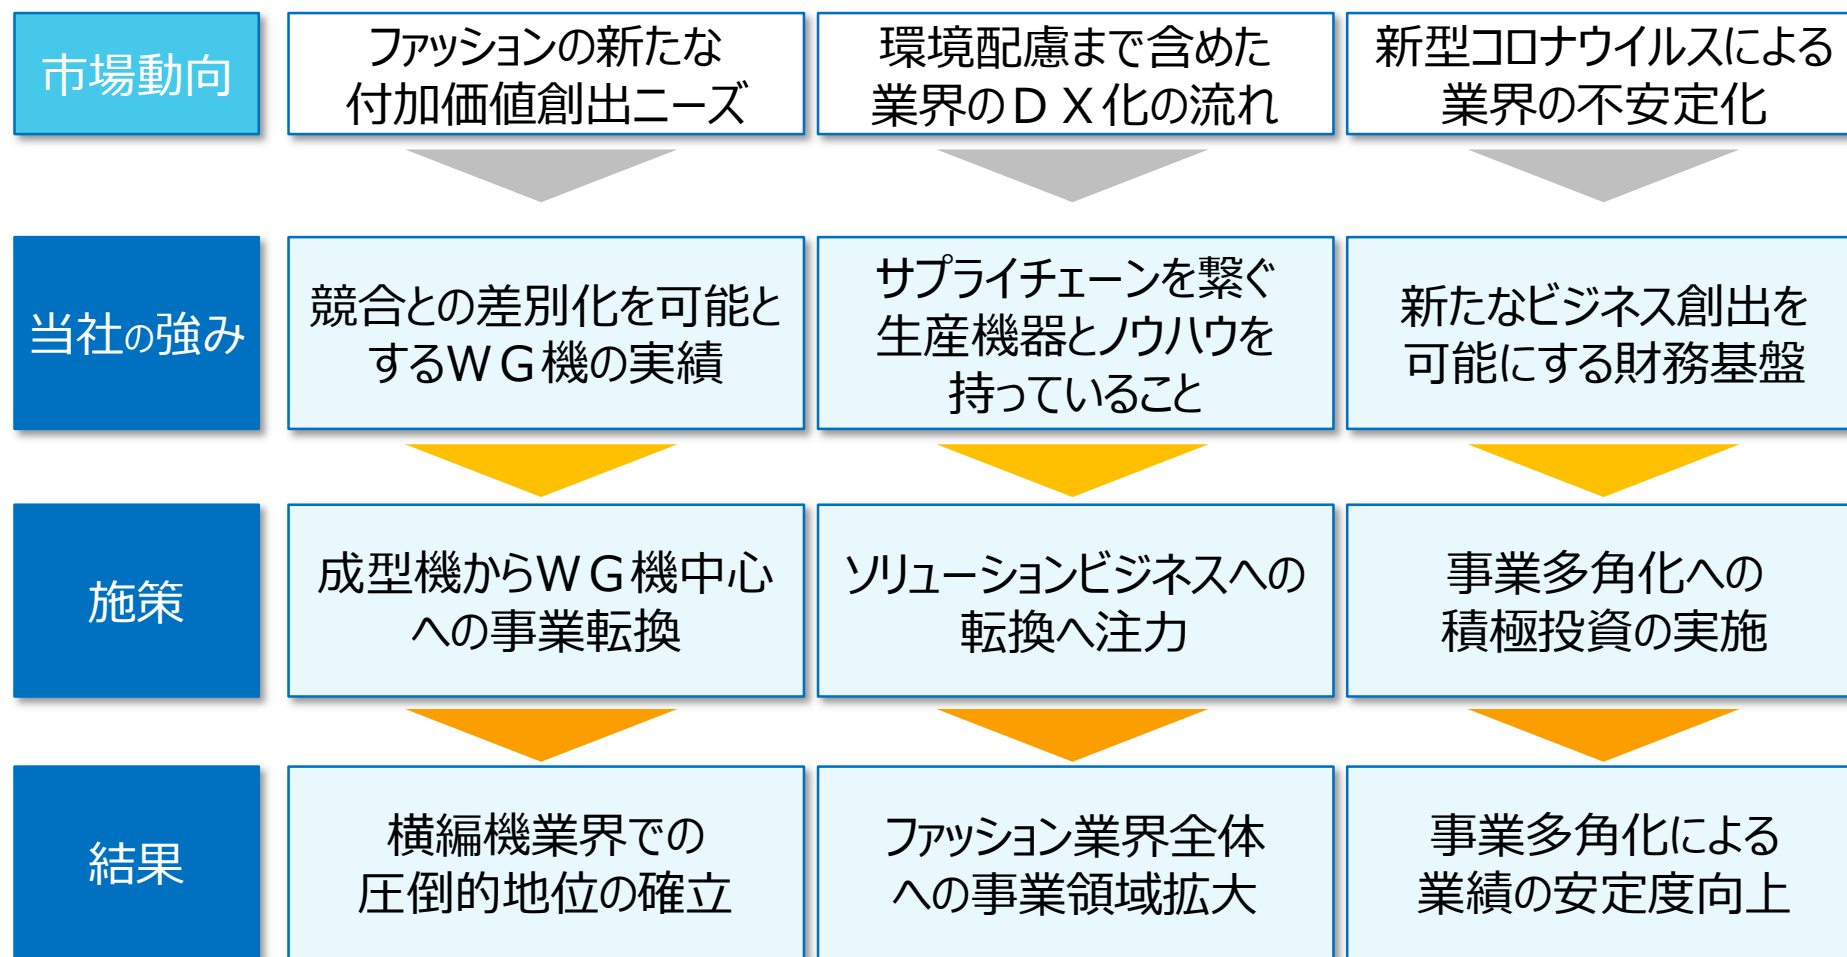 市場動向
ファッションの新たな
付加価値創出ニーズ
環境配慮まで含めた
業界のＤＸ化の流れ
新型コロナウイルスによる
業界の不安定化
当社の強み
競合との差別化を可能と
するＷＧ機の実績
サプライチェーンを繋ぐ
生産機器とノウハウを
持っていること
新たなビジネス創出を
可能にする財務基盤
施策
成型機からＷＧ機中心
への事業転換
ソリューションビジネスへの
転換へ注力
事業多角化への
積極投資の実施
結果
横編機業界での
圧倒的地位の確立
ファッション業界全体
への事業領域拡大
事業多角化による
業績の安定度向上